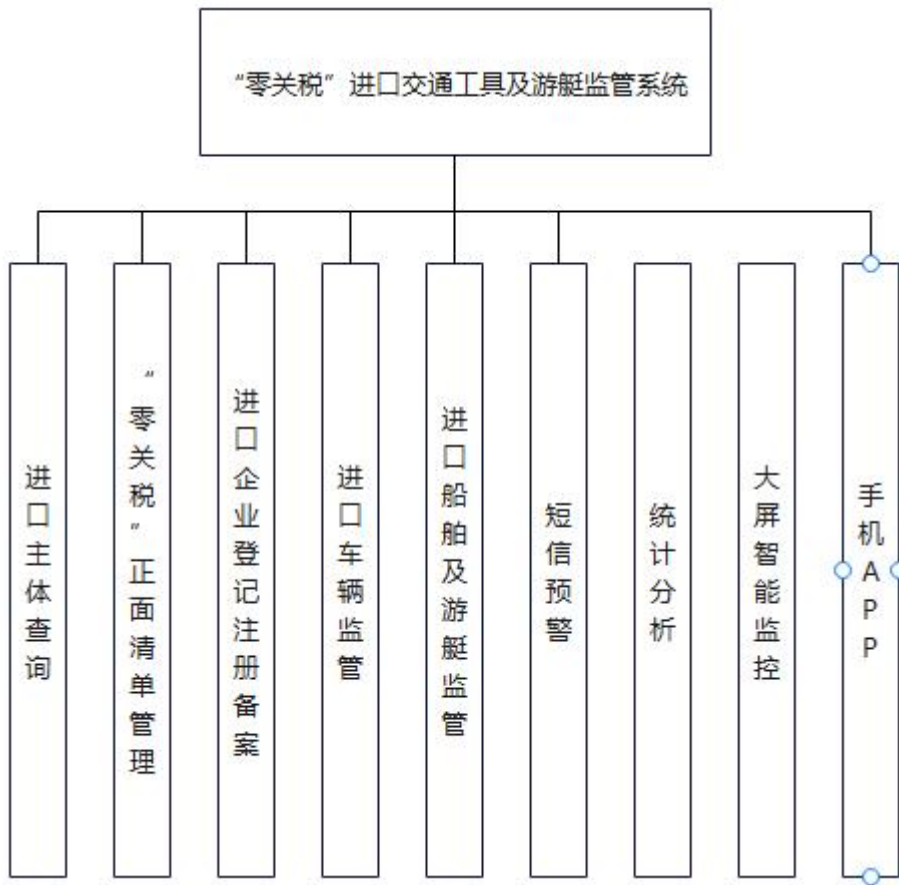 “零关税”进口交通工具及游艇监管系统
进口主体查询
“零关税”正面清单管理
进口企业登记注册备案
进口车辆监管
进口船舶及游艇监管
短信预警
统计分析
大屏智能监控
手机APP